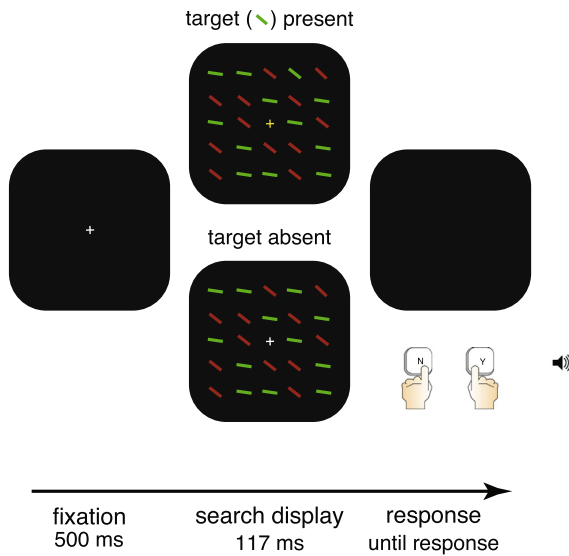 target ( ) present
target absent
N
Y
fixation
500 ms
search display
117 ms
response
until response